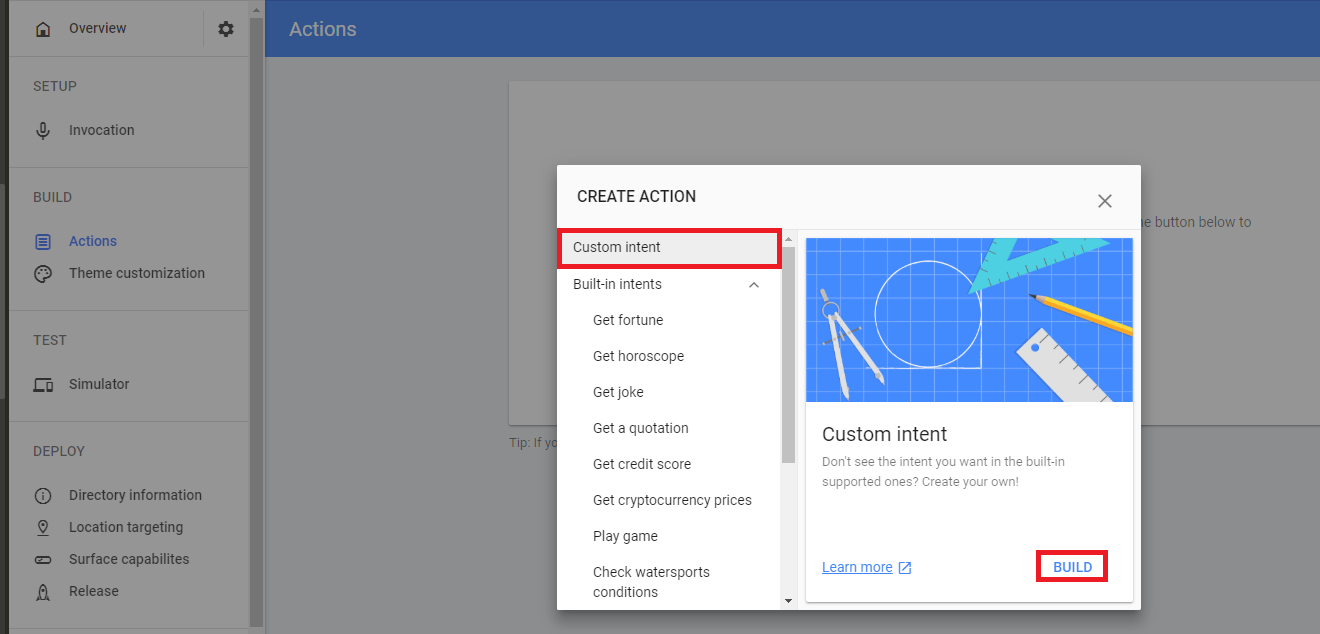 Overview
SETUP
Invocation
BUILD
Actions
Theme customization
TEST
Simulator
DEPLOY
Directory information
Location targeting
Surface capabilites
Release
Actions
button below to
Tip: If
CREATE ACTION
Custom intent
Built-in intents
Get fortune
Get horoscope
Get joke
Get a quotation
Get credit score
Get cryptocurrency prices
Play game
Check watersports
conditions
Custom intent
Don't see the intent you want in the built-in
supported ones? Create your own!
Learn more
BUILD